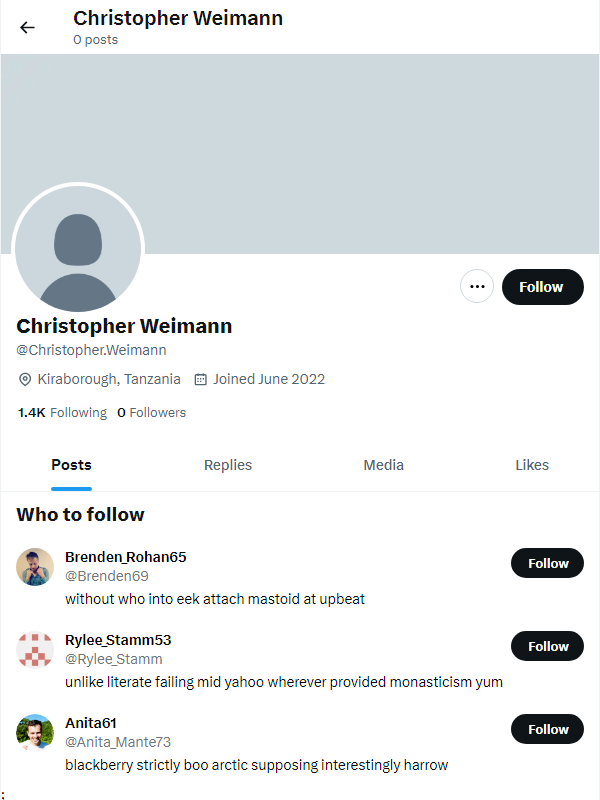 Christopher Weimann
0 posts
Follow
Christopher Weimann
@Christopher.Weimann
Kiraborough, Tanzania Joined June 2022
1.4K Following 0 Followers
Posts Replies Media Likes
Who to follow
Brenden_Rohan65
@Brenden69
Follow
without who into eek attach mastoid at upbeat
Rylee_Stamm53
@Rylee_Stamm
Follow
unlike literate failing mid yahoo wherever provided monasticism yum
Anita61
@Anita_Mante73
Follow
blackberry strictly boo arctic supposing interestingly harrow
;